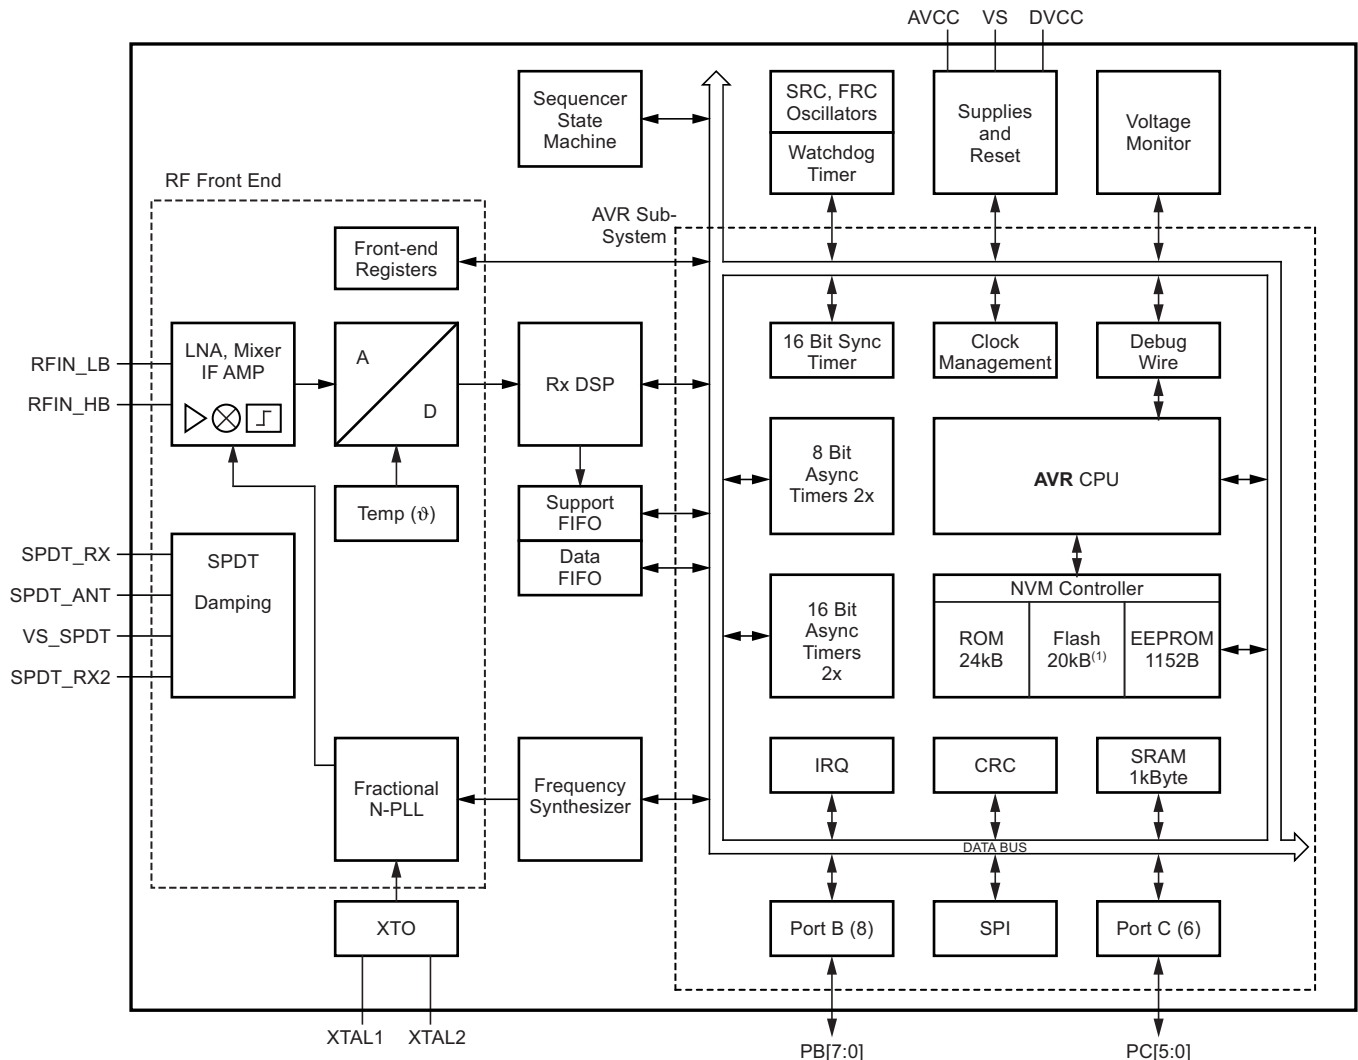 AVCC VS DVCC
Sequencer
State
Machine
SRC, FRC
Oscillators
Watchdog
Timer
Supplies
and
Reset
Voltage
Monitor
RF Front End
AVR Sub-
System
Front-end
Registers
RFIN_LB
RFIN_HB
LNA, Mixer
IF AMP
A
D
Rx DSP
16 Bit Sync
Timer
Clock
Management
Debug
Wire
Temp (ϑ)
Support
FIFO
Data
FIFO
8 Bit
Async
Timers 2x
AVR CPU
SPDT_RX
SPDT_ANT
VS_SPDT
SPDT_RX2
SPDT
Damping
16 Bit
Async
Timers
2x
NVM Controller
ROM
24kB
Flash
20kB(1)
EEPROM
1152B
Fractional
N-PLL
Frequency
Synthesizer
IRQ
CRC
SRAM
1kByte
DATA BUS
XTO
Port B (8)
SPI
Port C (6)
XTAL1 XTAL2
PB[7:0]
PC[5:0]